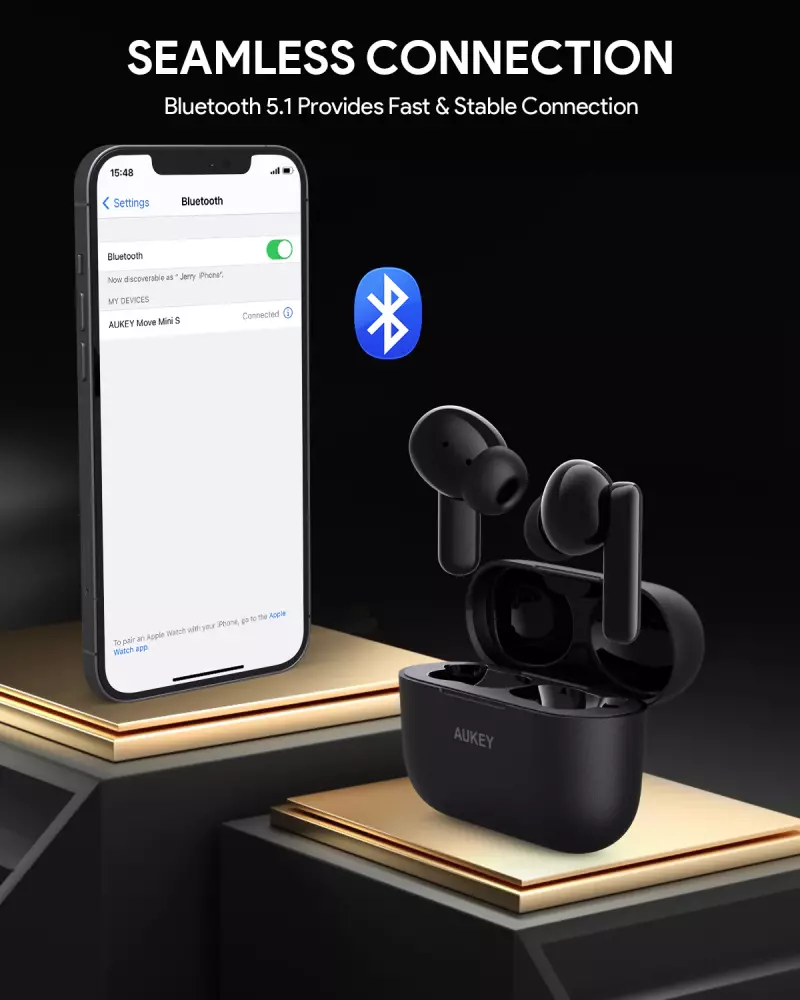 SEAMLESS CONNECTION
Bluetooth 5.1 Provides Fast & Stable Connection
15:48
Settings
Bluetooth
Bluetooth
Now discoverable as “ Jerry iPhone”.
MY DEVICES
AUKEY Move Mini S
Connected
To pair an Apple Watch with your iPhone, go to the Apple
Watch app.
AUKEY